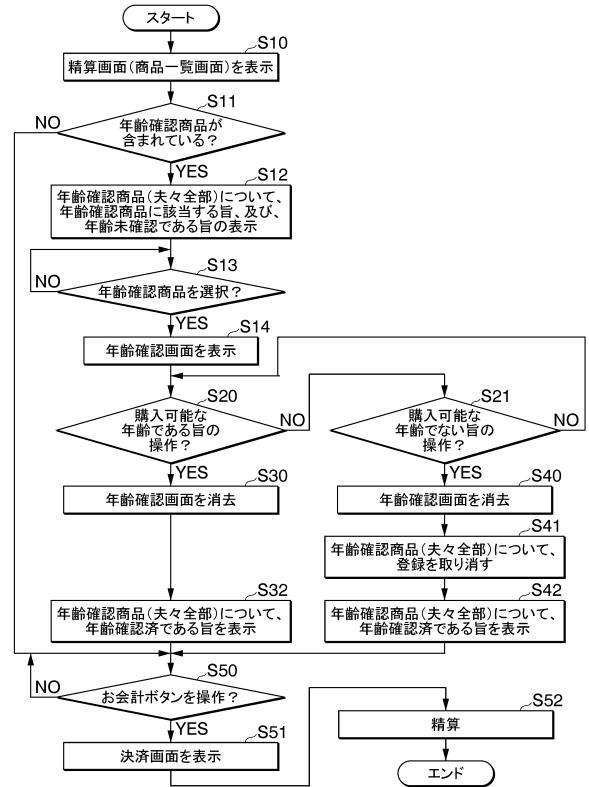 スタート
S10
精算画面(商品一覧画面)を表示
S11
年齢確認商品が
含まれている？
NO
YES
S12
年齢確認商品(夫々全部)について、
年齢確認商品に該当する旨、及び、
年齢未確認である旨の表示
S13
年齢確認商品を選択？
NO
YES
S14
年齢確認画面を表示
S20
購入可能な
年齢である旨の
操作？
NO
YES
S21
購入可能な
年齢でない旨の
操作？
NO
YES
S30
年齢確認画面を消去
S40
年齢確認画面を消去
S41
年齢確認商品(夫々全部)について、
登録を取り消す
S32
年齢確認商品(夫々全部)について、
年齢確認済である旨を表示
S42
年齢確認商品(夫々全部)について、
年齢確認済である旨を表示
S50
お会計ボタンを操作？
NO
YES
S51
決済画面を表示
S52
精算
エンド